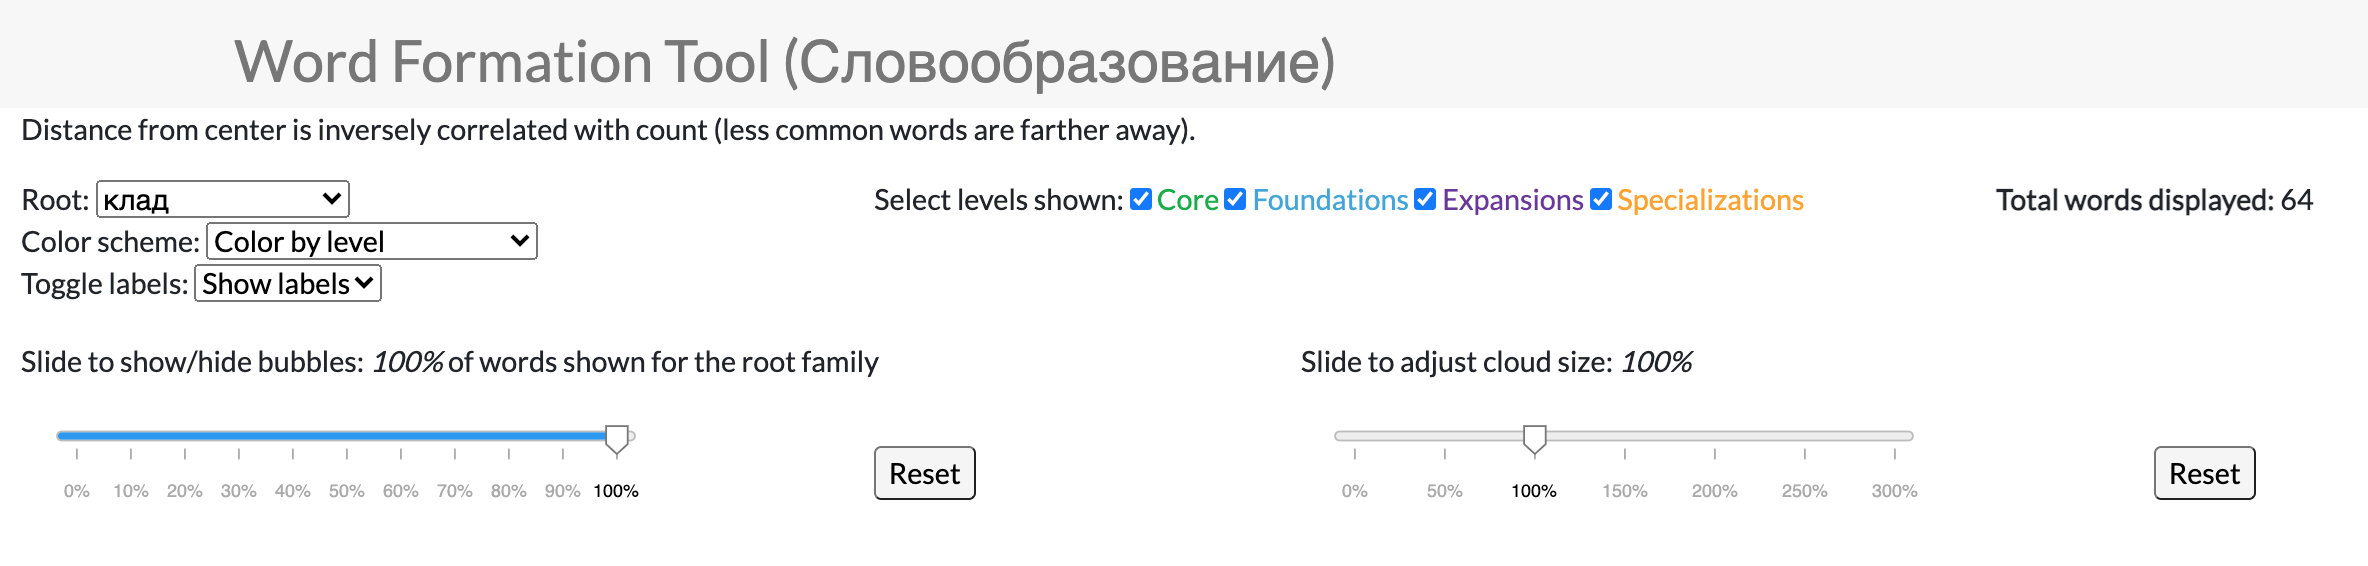 Word Formation Tool (Словообразование)
Distance from center is inversely correlated with count (less common words are farther away).
Root: клад
Select levels shown: Core Foundations Expansions Specializations
Total words displayed: 64
Color scheme: Color by level
Toggle labels: Show labels
Slide to show/hide bubbles: 100% of words shown for the root family
Slide to adjust cloud size: 100%
0% 10% 20% 30% 40% 50% 60% 70% 80% 90% 100%
Reset
0% 50% 100% 150% 200% 250% 300%
Reset